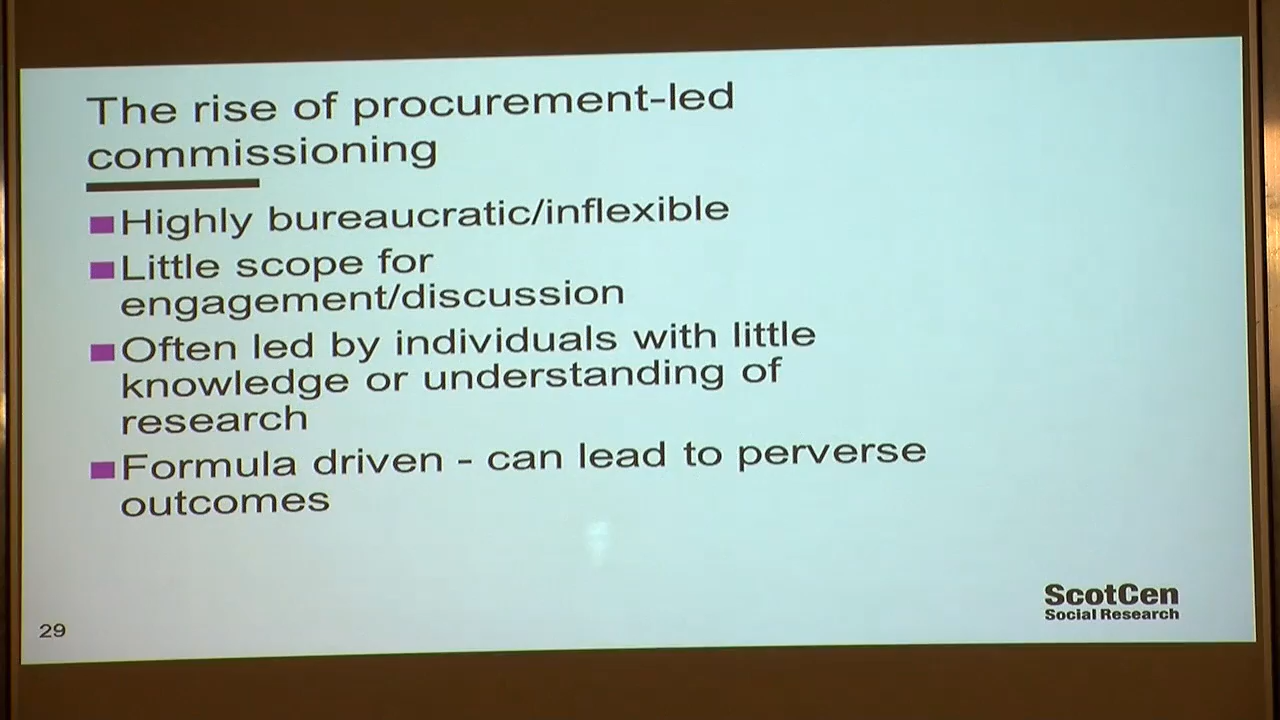 The rise of procurement-led
commissioning
Highly bureaucratic/inflexible
Little scope for
engagement/discussion
Often led by individuals with little
knowledge or understanding of
research
Formula driven - can lead to perverse
outcomes
29
ScotCen
Social Research